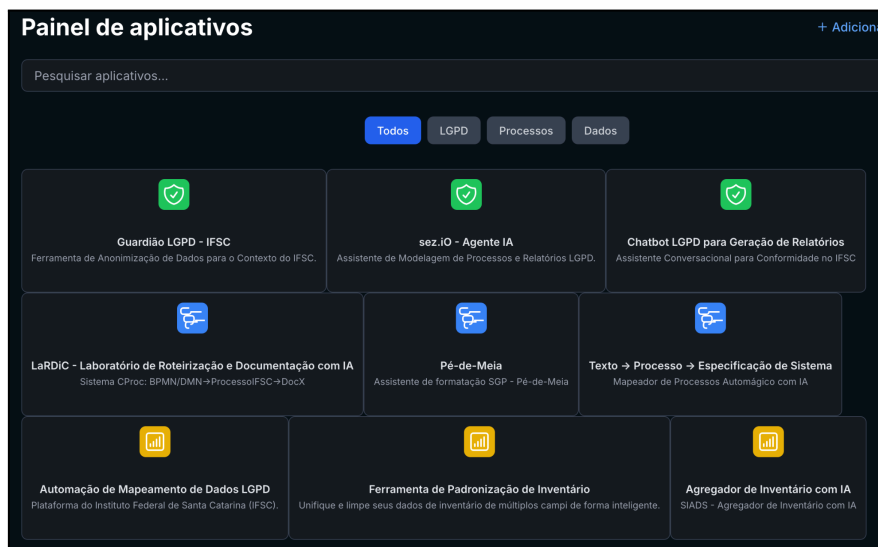 Painel de aplicativos
+ Adiciona
Pesquisar aplicativos...
Todos LGPD Processos Dados
Guardião LGPD - IFSC
Ferramenta de Anonimização de Dados para o Contexto do IFSC.
sez.iO - Agente IA
Assistente de Modelagem de Processos e Relatórios LGPD.
Chatbot LGPD para Geração de Relatórios
Assistente Conversacional para Conformidade no IFSC
LaRDiC - Laboratório de Roteirização e Documentação com IA
Sistema CProc: BPMN/DMN→ProcessoIFSC→DocX
Pé-de-Meia
Assistente de formatação SGP - Pé-de-Meia
Texto → Processo → Especificação de Sistema
Mapeador de Processos Automágico com IA
Automação de Mapeamento de Dados LGPD
Plataforma do Instituto Federal de Santa Catarina (IFSC).
Ferramenta de Padronização de Inventário
Unifique e limpe seus dados de inventário de múltiplos campi de forma inteligente.
Agregador de Inventário com IA
SIADS - Agregador de Inventário com IA